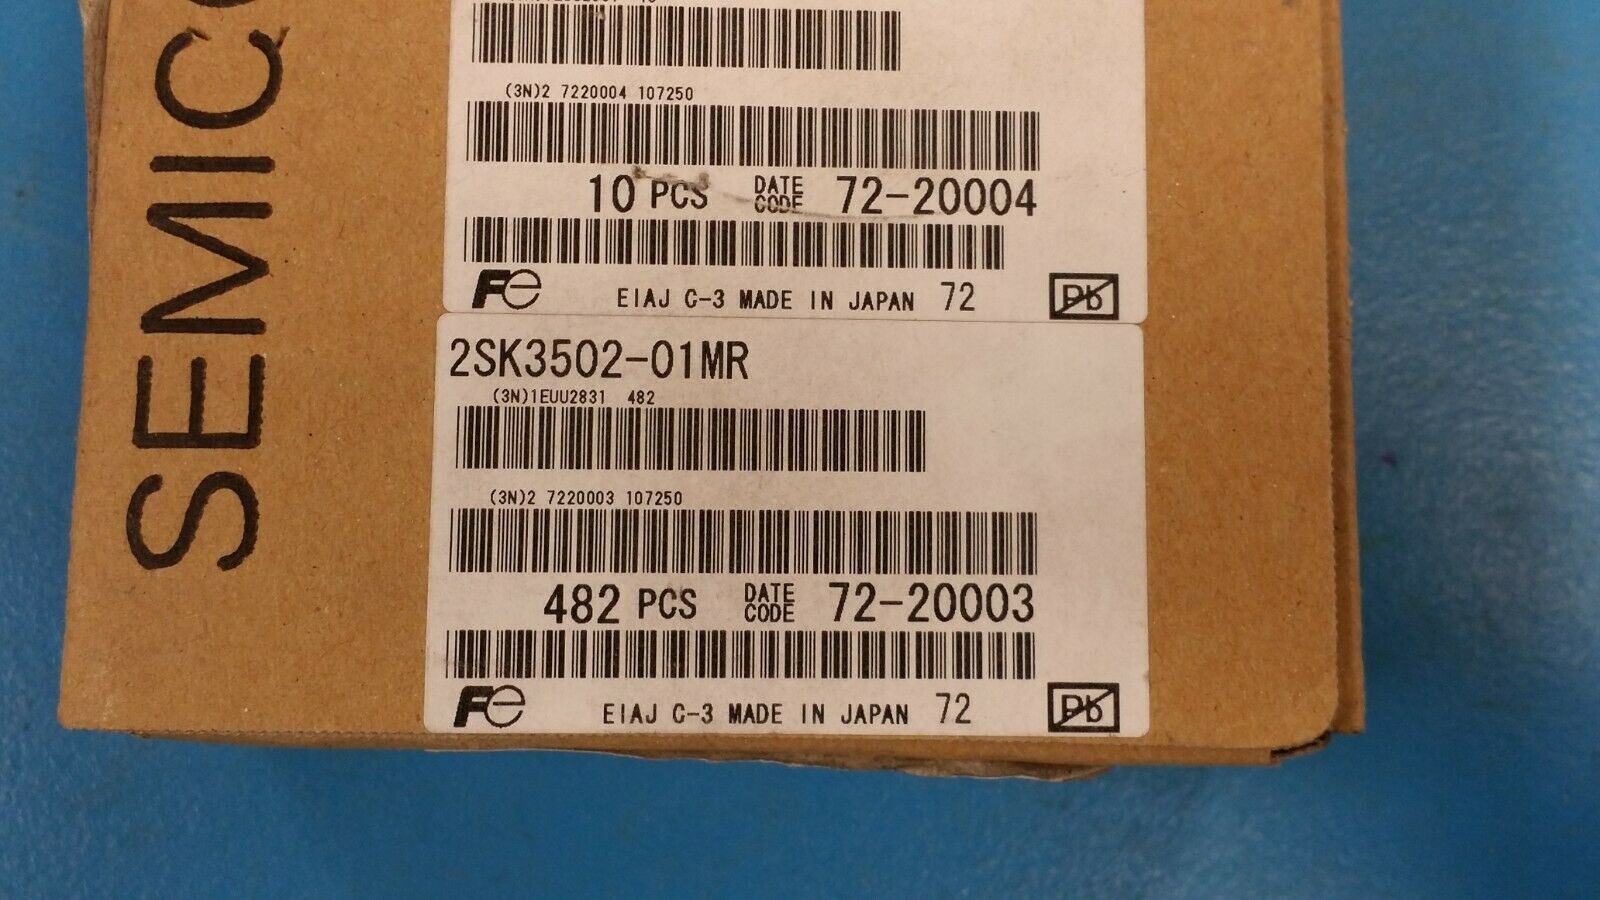 SEMIC
(3N)2 7220004 107250
10 PCS DATE CODE 72-20004
Fe EIAJ C-3 MADE IN JAPAN 72 Pb
2SK3502-01MR
(3N)1EUU2831 482
(3N)2 7220003 107250
482 PCS DATE CODE 72-20003
Fe EIAJ C-3 MADE IN JAPAN 72 Pb